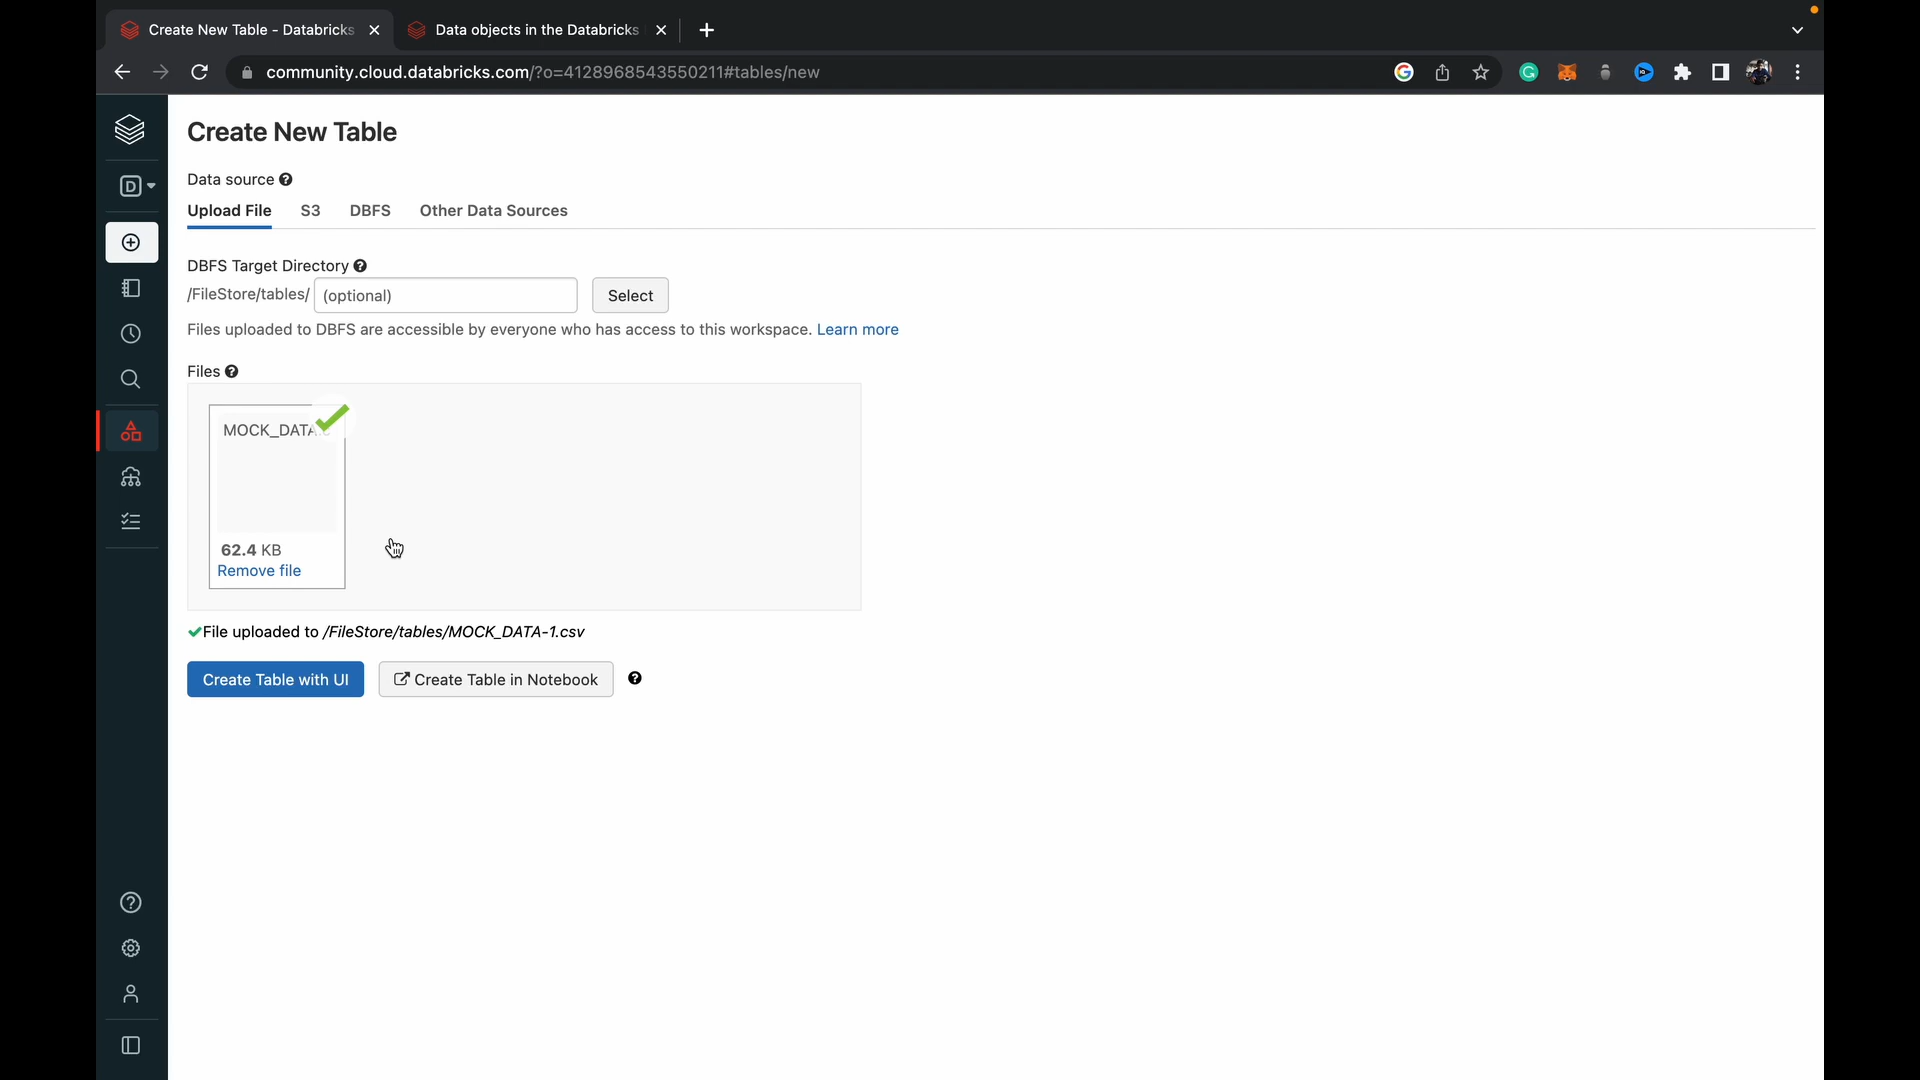 Create New Table - Databricks
Data objects in the Databricks
community.cloud.databricks.com/?o=4128968543550211#tables/new
D
Create New Table
Data source
Upload File S3 DBFS Other Data Sources
DBFS Target Directory
/FileStore/tables/ (optional) Select
Files uploaded to DBFS are accessible by everyone who has access to this workspace. Learn more
Files
MOCK_DATA.c
62.4 KB
Remove file
File uploaded to /FileStore/tables/MOCK_DATA-1.csv
Create Table with UI Create Table in Notebook